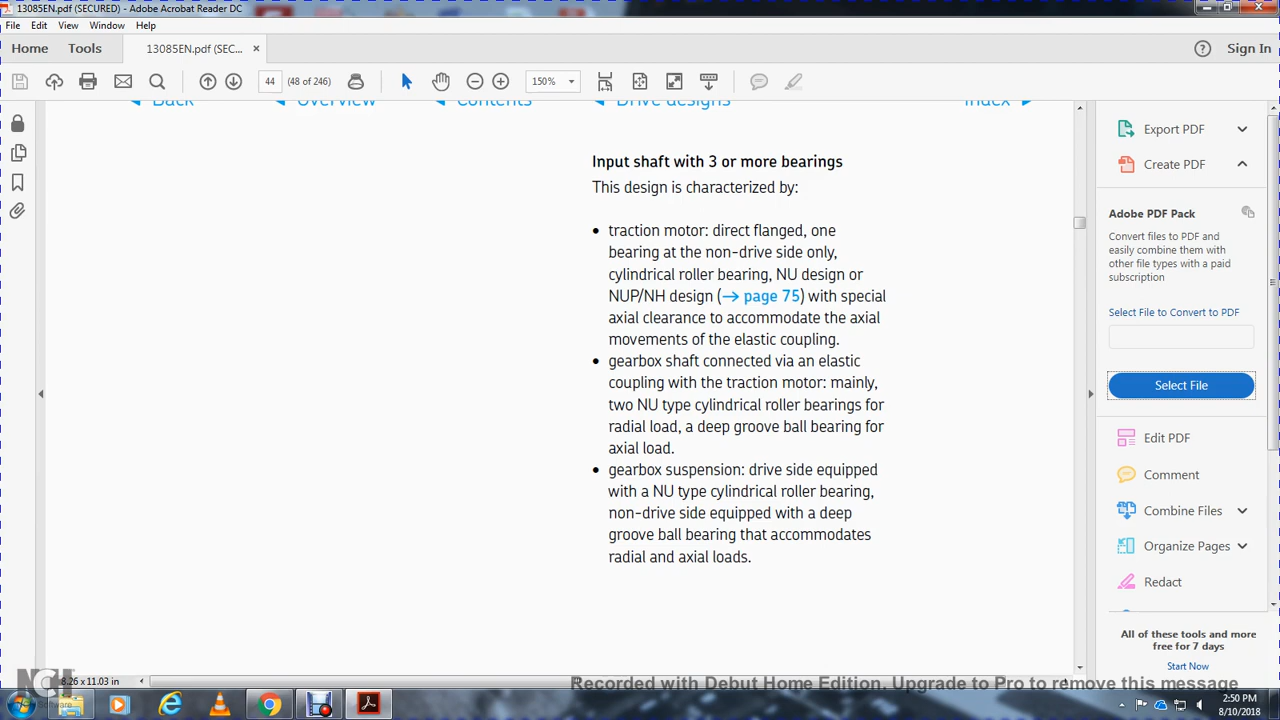 13085EN.pdf (SECURED) - Adobe Acrobat Reader DC
File Edit View Window Help
Home Tools 13085EN.pdf (SEC... × Sign In
44 (48 of 246) 150%
Back Overview Contents Drive designs Index
Input shaft with 3 or more bearings
This design is characterized by:
• traction motor: direct flanged, one
bearing at the non-drive side only,
cylindrical roller bearing, NU design or
NUP/NH design (→ page 75) with special
axial clearance to accommodate the axial
movements of the elastic coupling.
• gearbox shaft connected via an elastic
coupling with the traction motor: mainly,
two NU type cylindrical roller bearings for
radial load, a deep groove ball bearing for
axial load.
• gearbox suspension: drive side equipped
with a NU type cylindrical roller bearing,
non-drive side equipped with a deep
groove ball bearing that accommodates
radial and axial loads.
Export PDF
Create PDF
Adobe PDF Pack
Convert files to PDF and
easily combine them with
other file types with a paid
subscription
Select File to Convert to PDF
Select File
Edit PDF
Comment
Combine Files
Organize Pages
Redact
All of these tools and more
free for 7 days
Start Now
8.26 x 11.03 in
Recorded with Debut Home Edition. Upgrade to Pro to remove this message
NCH
Software
2:50 PM
8/10/2018